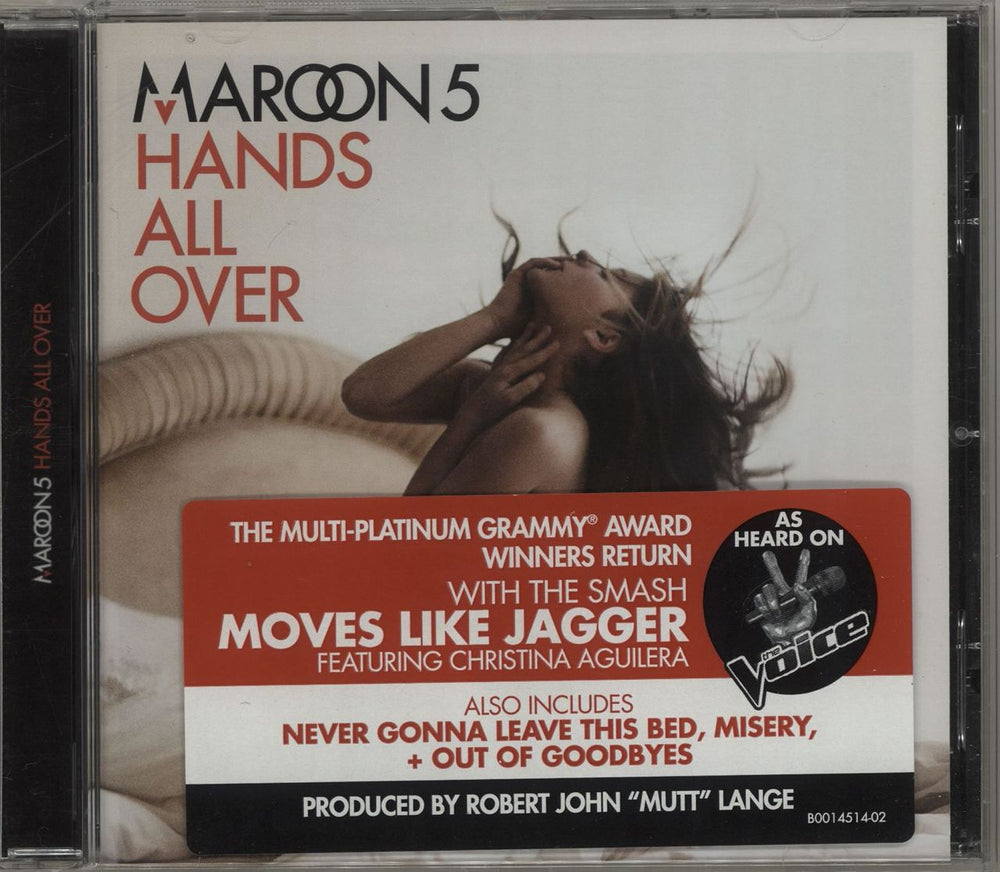 MAROON 5
HANDS
ALL
OVER
MAROON 5 HANDS ALL OVER
THE MULTI-PLATINUM GRAMMY® AWARD
WINNERS RETURN
WITH THE SMASH
MOVES LIKE JAGGER
FEATURING CHRISTINA AGUILERA
AS
HEARD ON
the
Voice
ALSO INCLUDES
NEVER GONNA LEAVE THIS BED, MISERY,
+ OUT OF GOODBYES
PRODUCED BY ROBERT JOHN “MUTT” LANGE
B0014514-02